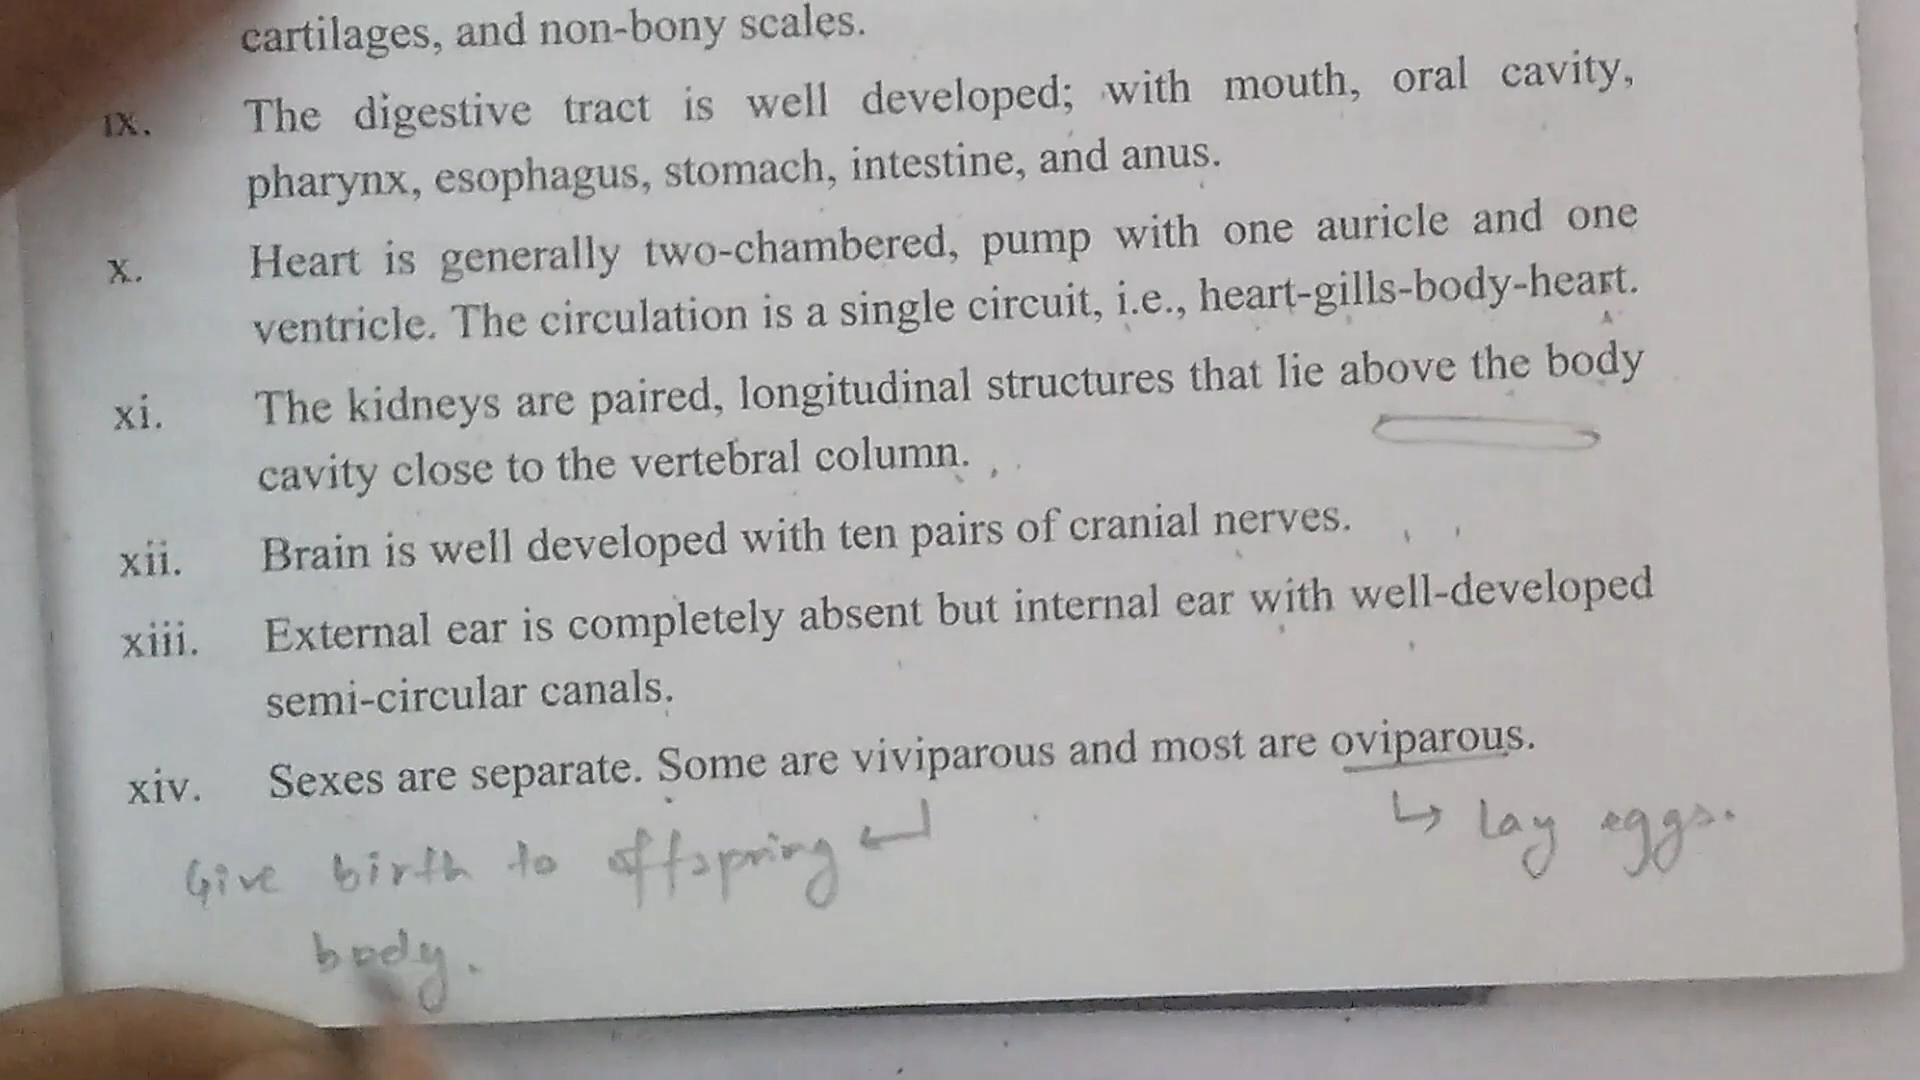 cartilages, and non-bony scales.
ix. The digestive tract is well developed; with mouth, oral cavity,
pharynx, esophagus, stomach, intestine, and anus.
x. Heart is generally two-chambered, pump with one auricle and one
ventricle. The circulation is a single circuit, i.e., heart-gills-body-heart.
xi. The kidneys are paired, longitudinal structures that lie above the body
cavity close to the vertebral column.
xii. Brain is well developed with ten pairs of cranial nerves.
xiii. External ear is completely absent but internal ear with well-developed
semi-circular canals.
xiv. Sexes are separate. Some are viviparous and most are oviparous.
↳ Lay eggs.
Give birth to offspring ↵
body.